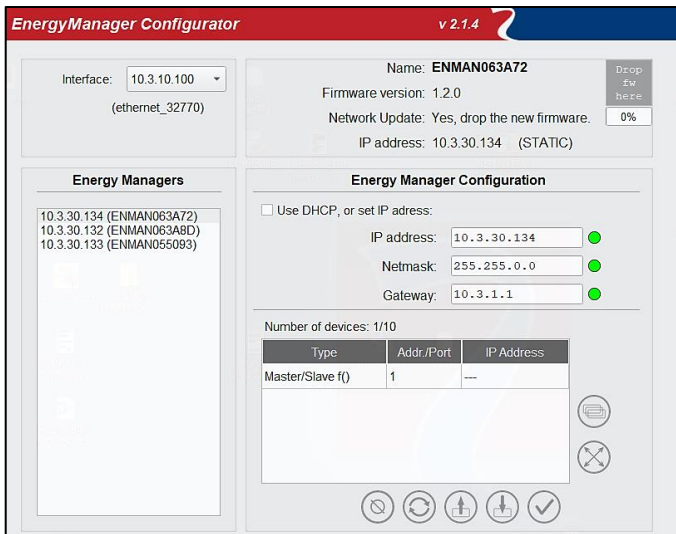 EnergyManager Configurator
v 2.1.4
Interface: 10.3.10.100
(ethernet_32770)
Name: ENMAN063A72
Firmware version: 1.2.0
Network Update: Yes, drop the new firmware.
IP address: 10.3.30.134 (STATIC)
Drop
fw
here
0%
Energy Managers
10.3.30.134 (ENMAN063A72)
10.3.30.132 (ENMAN063A8D)
10.3.30.133 (ENMAN055093)
Energy Manager Configuration
Use DHCP, or set IP adress:
IP address: 10.3.30.134
Netmask: 255.255.0.0
Gateway: 10.3.1.1
Number of devices: 1/10
Type Addr./Port IP Address
Master/Slave f() 1 ---